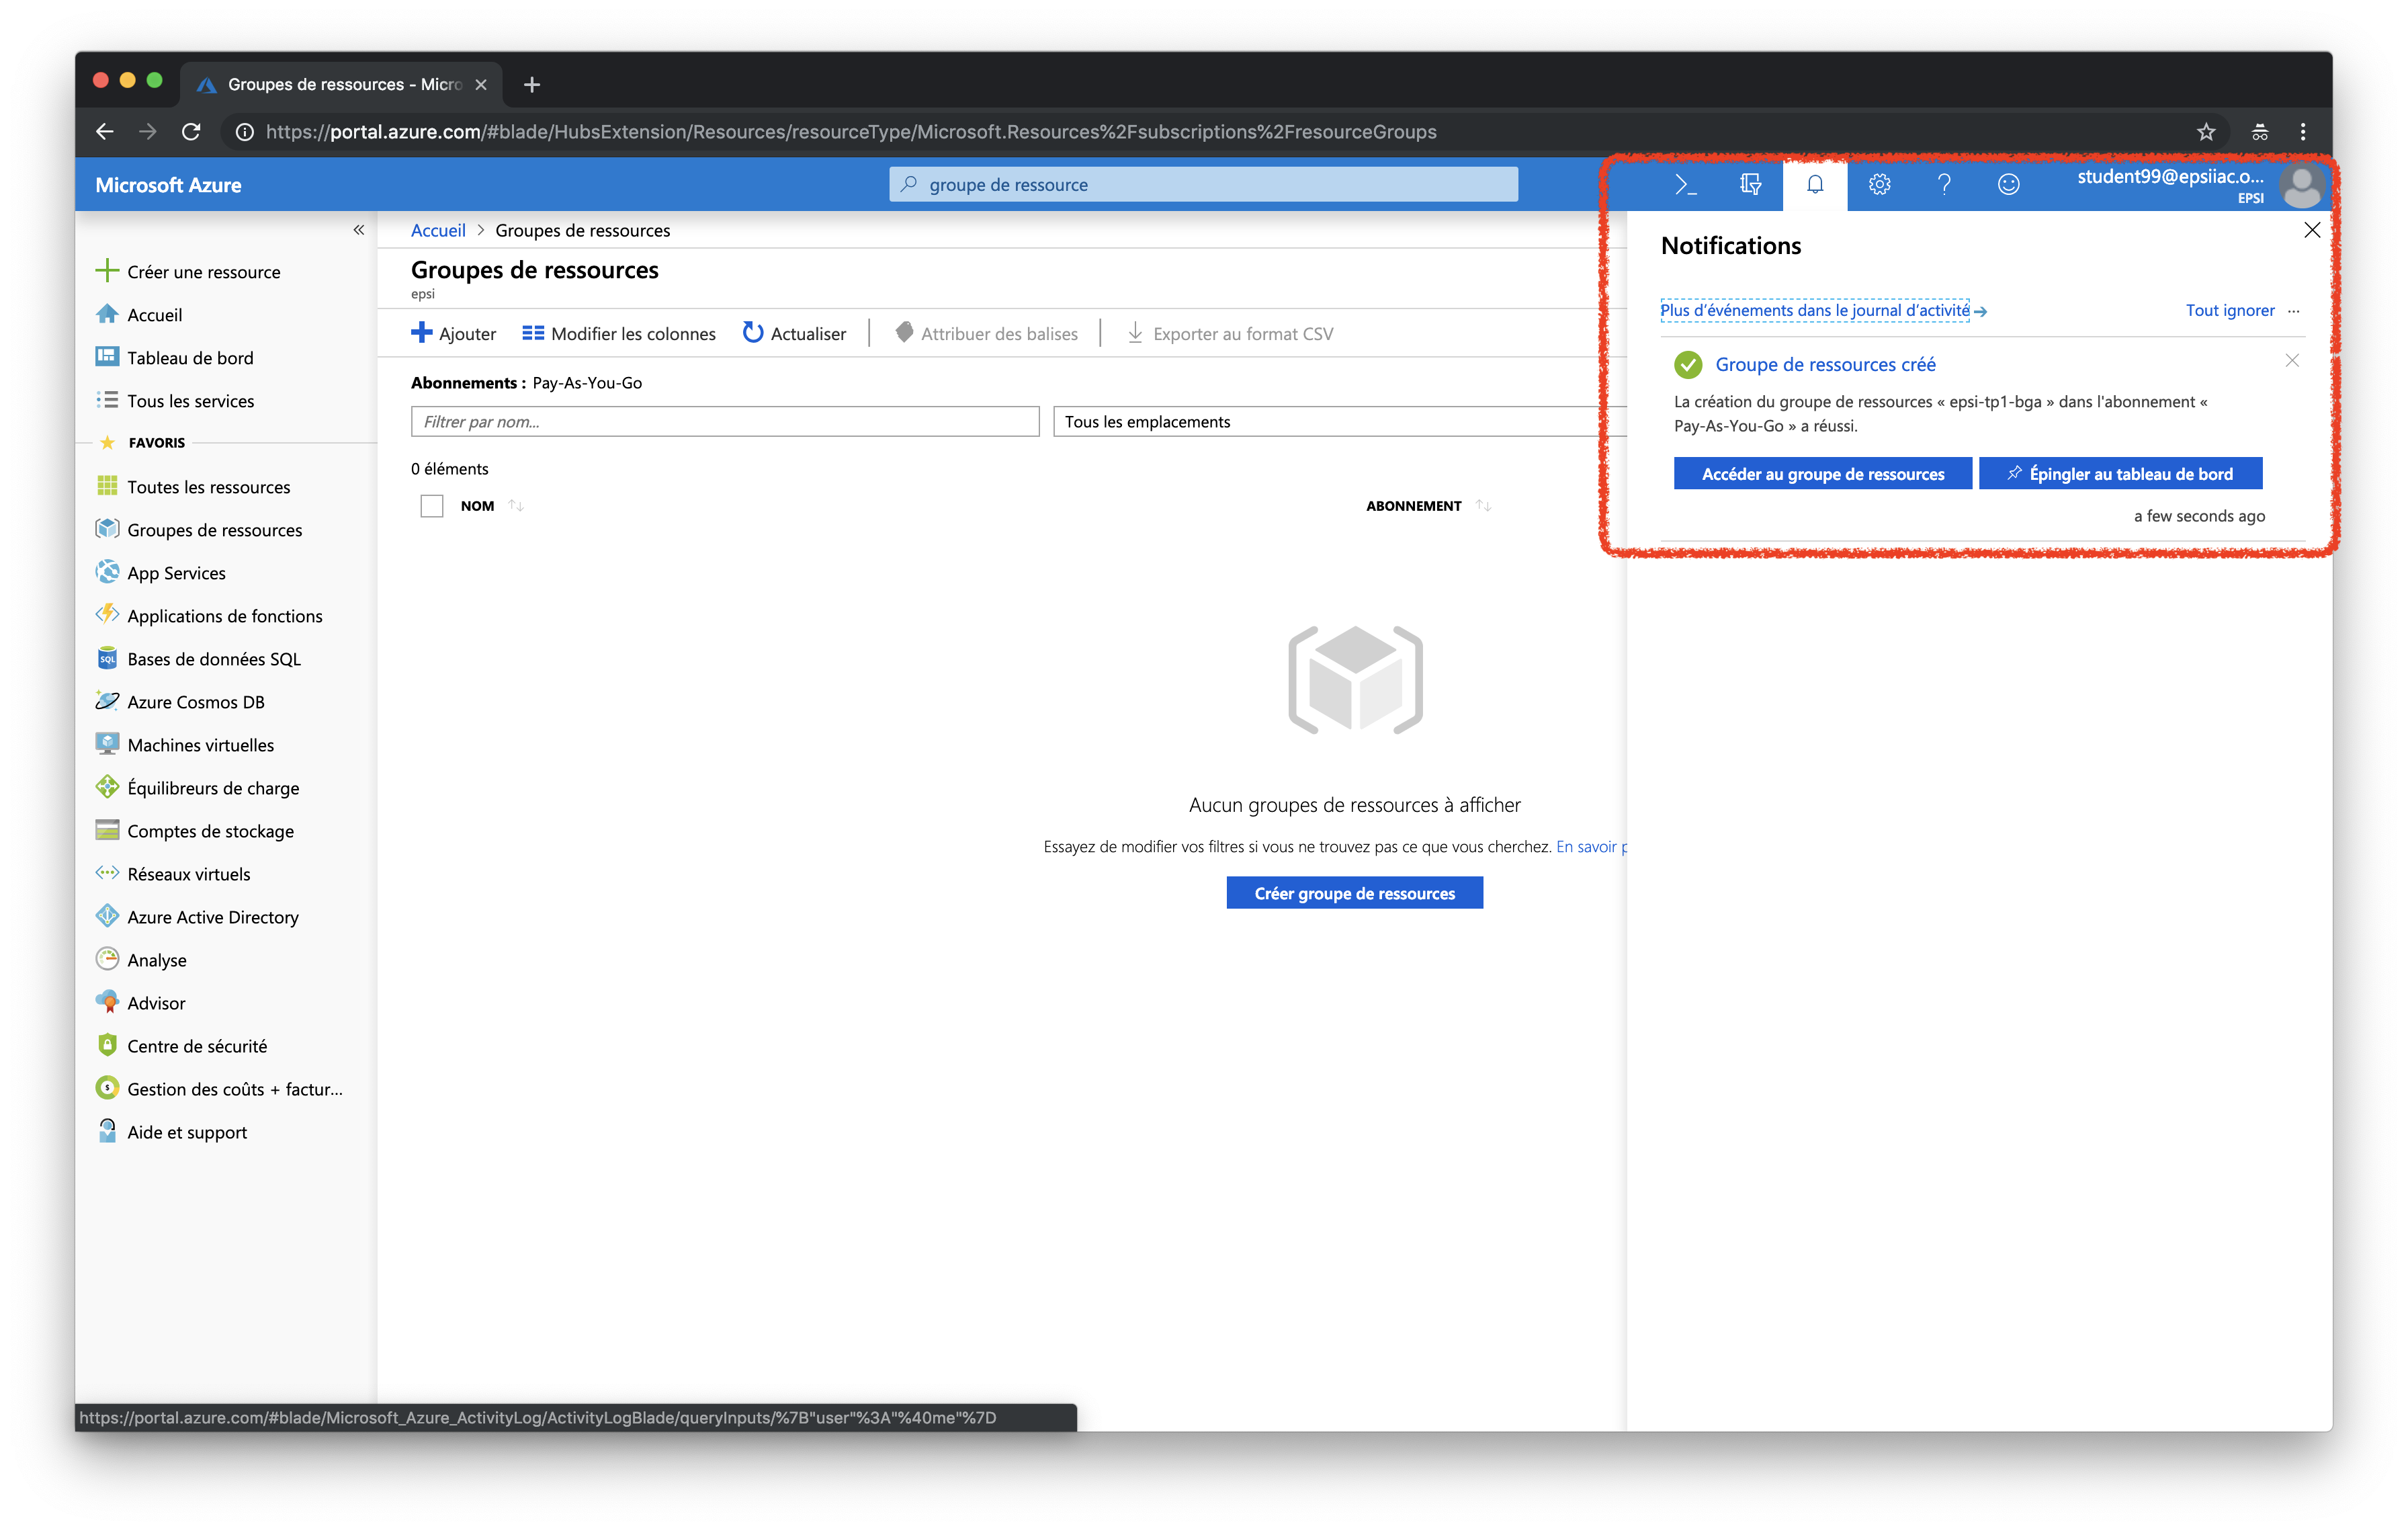 Groupes de ressources - Micro
https://portal.azure.com/#blade/HubsExtension/Resources/resourceType/Microsoft.Resources%2Fsubscriptions%2FresourceGroups
Microsoft Azure
groupe de ressource
student99@epsiiac.o...
EPSI
Créer une ressource
Accueil
Tableau de bord
Tous les services
FAVORIS
Toutes les ressources
Groupes de ressources
App Services
Applications de fonctions
SQL
Bases de données SQL
Azure Cosmos DB
Machines virtuelles
Équilibreurs de charge
Comptes de stockage
Réseaux virtuels
Azure Active Directory
Analyse
Advisor
Centre de sécurité
Gestion des coûts + factur...
Aide et support
Accueil > Groupes de ressources
Groupes de ressources
epsi
Ajouter Modifier les colonnes Actualiser Attribuer des balises Exporter au format CSV
Abonnements : Pay-As-You-Go
Filtrer par nom... Tous les emplacements
0 éléments
NOM ABONNEMENT
Aucun groupes de ressources à afficher
Essayez de modifier vos filtres si vous ne trouvez pas ce que vous cherchez. En savoir p
Créer groupe de ressources
Notifications
Plus d’événements dans le journal d’activité Tout ignorer ...
Groupe de ressources créé
La création du groupe de ressources « epsi-tp1-bga » dans l'abonnement «
Pay-As-You-Go » a réussi.
Accéder au groupe de ressources Épingler au tableau de bord
a few seconds ago
https://portal.azure.com/#blade/Microsoft_Azure_ActivityLog/ActivityLogBlade/queryInputs/%7B"user"%3A"%40me"%7D